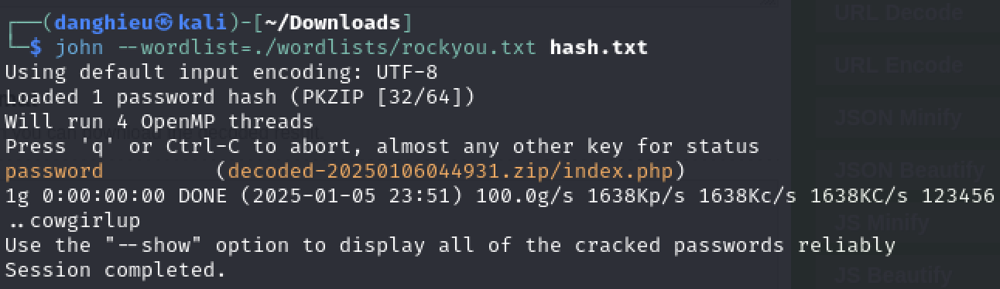 ┌──(danghieu㉿kali)-[~/Downloads]
└─$ john --wordlist=./wordlists/rockyou.txt hash.txt
Using default input encoding: UTF-8
Loaded 1 password hash (PKZIP [32/64])
Will run 4 OpenMP threads
Press 'q' or Ctrl-C to abort, almost any other key for status
password         (decoded-20250106044931.zip/index.php)
1g 0:00:00:00 DONE (2025-01-05 23:51) 100.0g/s 1638Kp/s 1638Kc/s 1638KC/s 123456
..cowgirlup
Use the "--show" option to display all of the cracked passwords reliably
Session completed.
URL Decode
URL Encode
JSON Minify
JSON Beautify
JS Minify
JS Beautify